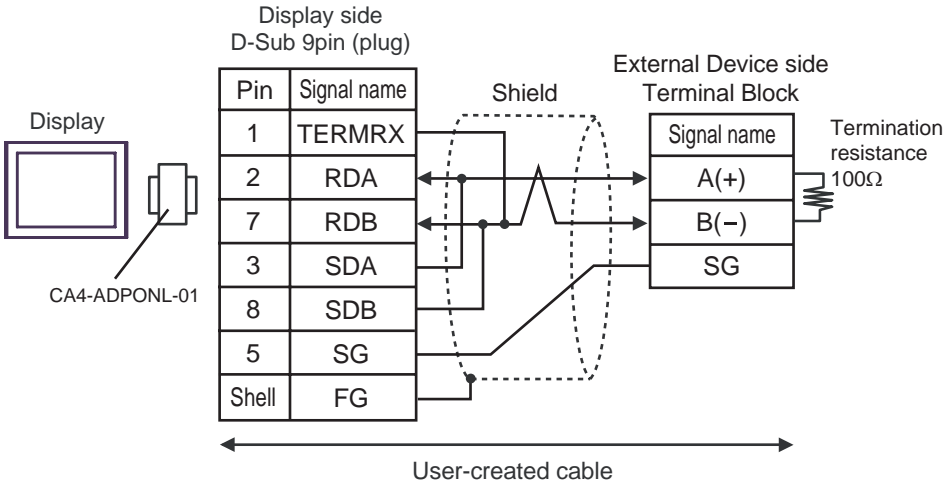 Display side
D-Sub 9pin (plug)
Pin Signal name
1 TERMRX
2 RDA
7 RDB
3 SDA
8 SDB
5 SG
Shell FG
Display
CA4-ADPONL-01
Shield
External Device side
Terminal Block
Signal name
A(+)
B(−)
SG
Termination
resistance
100Ω
User-created cable